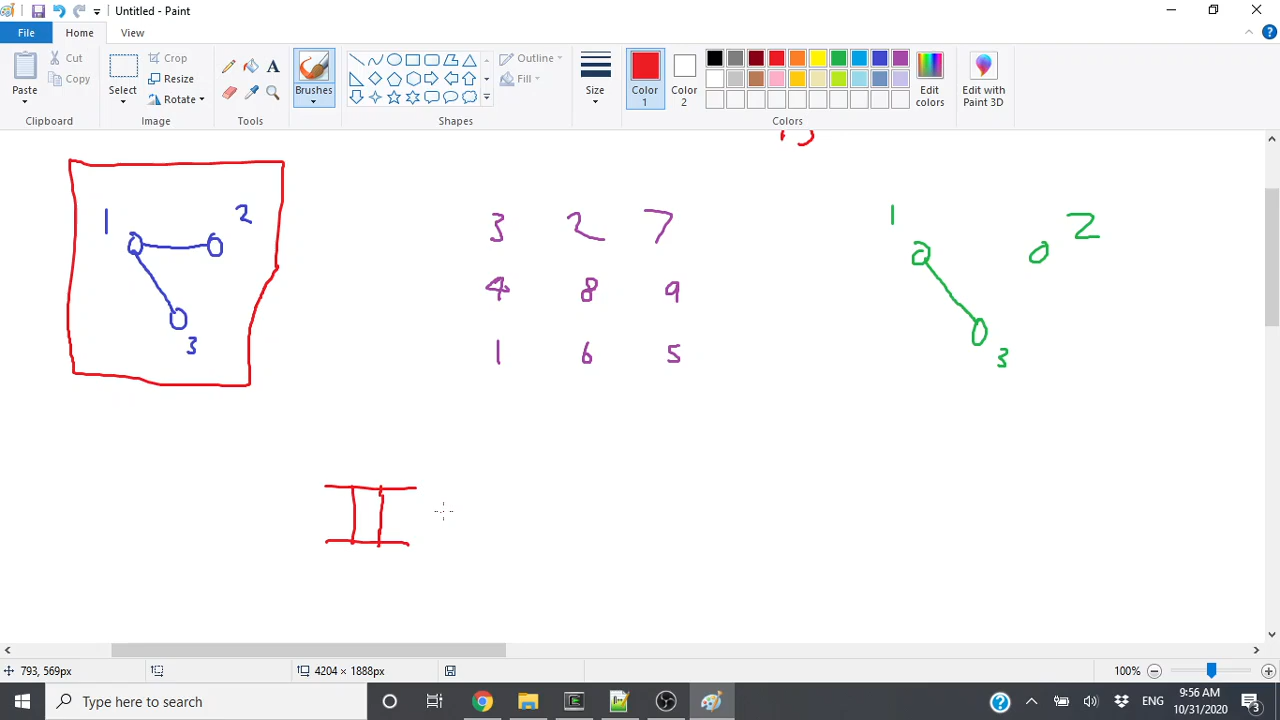 Untitled - Paint
File Home View
Paste
Cut
Copy
Clipboard
Select
Crop
Resize
Rotate
Image
A
Tools
Brushes
Outline
Fill
Shapes
Size
Color 1
Color 2
Edit colors
Colors
Edit with Paint 3D
1 2
3
3 2 7
4 8 9
1 6 5
1 2
3
II
793, 569px
4204 × 1888px
100%
Type here to search
ENG
9:56 AM
10/31/2020
3